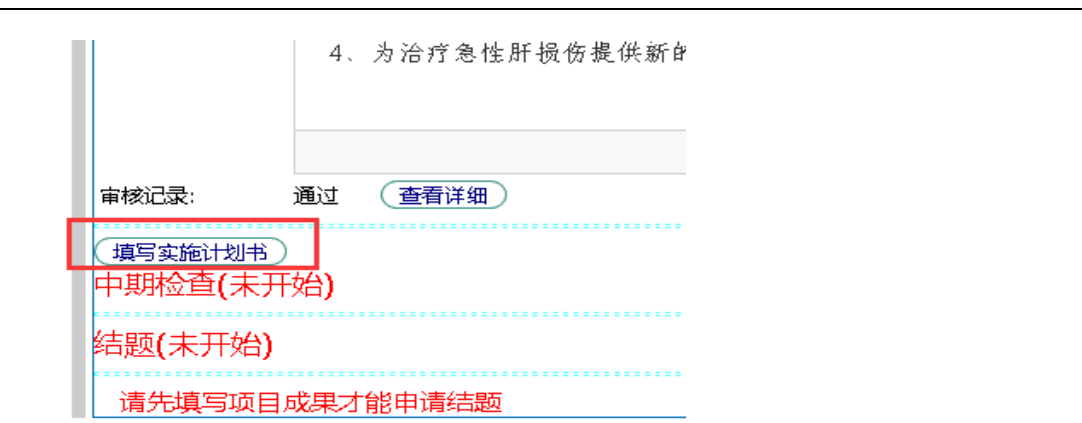 4、为治疗急性肝损伤提供新的
审核记录: 通过 查看详细
填写实施计划书
中期检查(未开始)
结题(未开始)
请先填写项目成果才能申请结题